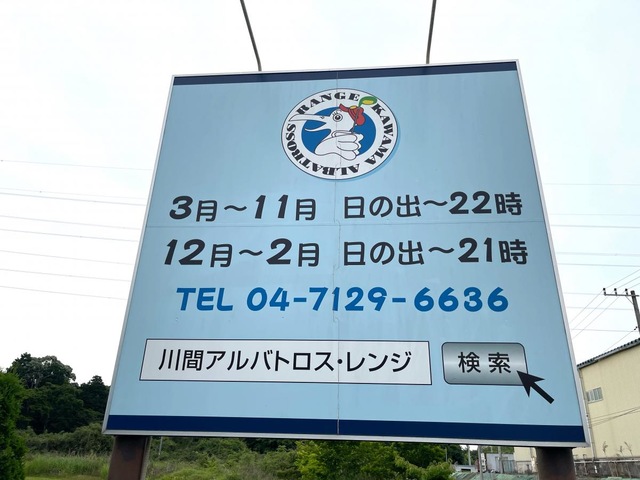 RANGE KAWAMA ALBATROSS
3月～11月 日の出～22時
12月～2月 日の出～21時
TEL 04-7129-6636
川間アルバトロス・レンジ 検索